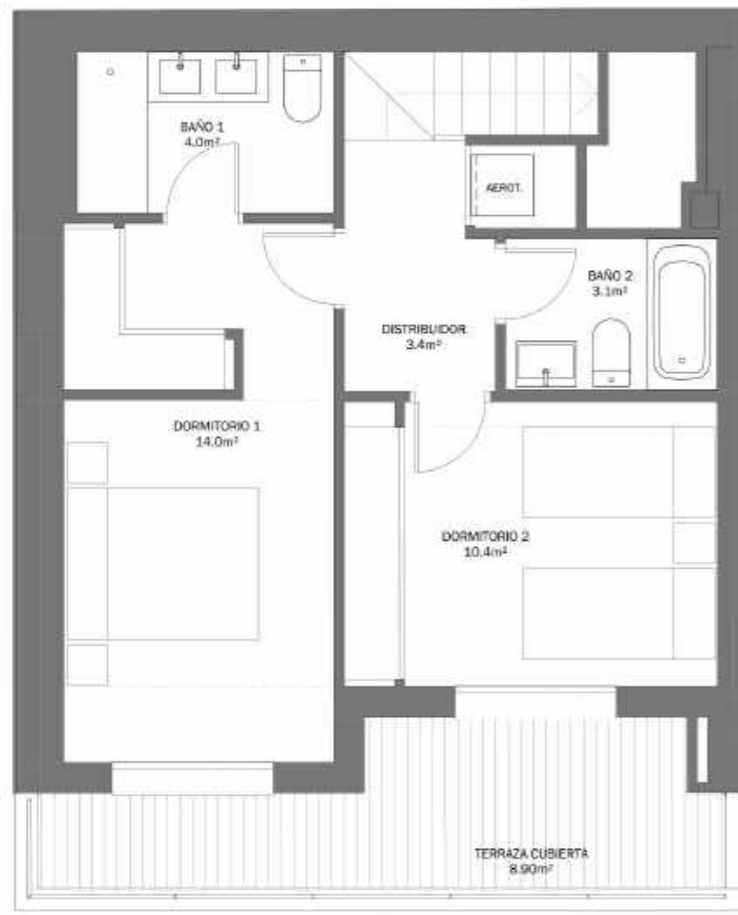 BAÑO 1
4.0m²
AEROT.
BAÑO 2
3.1m²
DISTRIBUIDOR
3.4m²
DORMITORIO 1
14.0m²
DORMITORIO 2
10.4m²
TERRAZA CUBIERTA
8.90m²